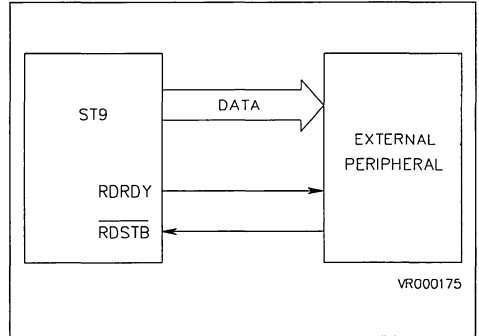 ST9
DATA
EXTERNAL
PERIPHERAL
RDRDY
RDSTB
VR000175